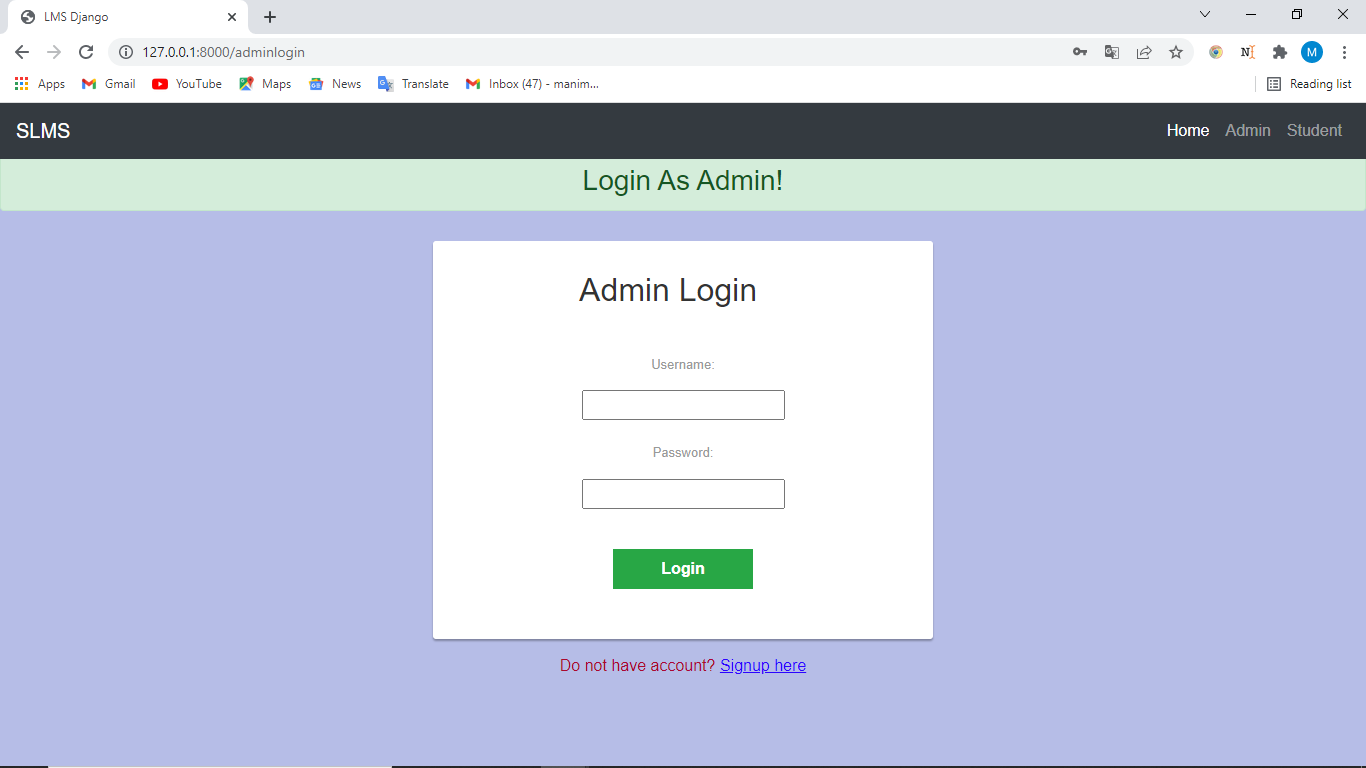 LMS Django
127.0.0.1:8000/adminlogin
Apps Gmail YouTube Maps News Translate Inbox (47) - manim... Reading list
SLMS Home Admin Student
Login As Admin!
Admin Login
Username:
Password:
Login
Do not have account? Signup here